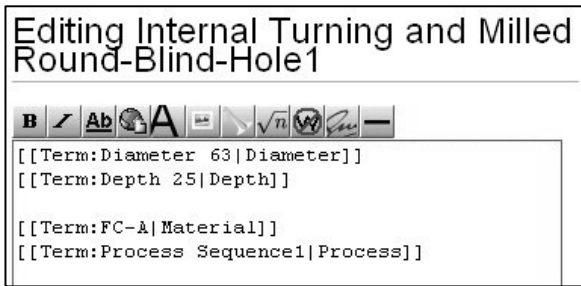 Editing Internal Turning and Milled
Round-Blind-Hole1
B I Ab A √n W
[[Term:Diameter 63|Diameter]]
[[Term:Depth 25|Depth]]
[[Term:FC-A|Material]]
[[Term:Process Sequence1|Process]]